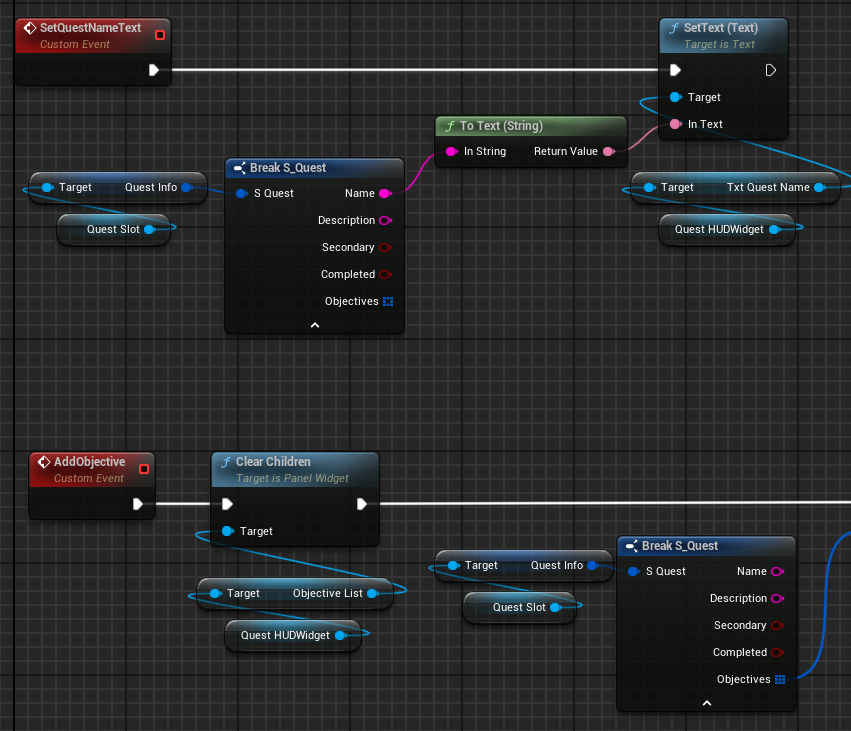 SetQuestNameText
Custom Event
SetText (Text)
Target is Text
Target
In Text
To Text (String)
In String Return Value
Target Quest Info
Quest Slot
Break S_Quest
S Quest Name
Description
Secondary
Completed
Objectives
Target Txt Quest Name
Quest HUDWidget
AddObjective
Custom Event
Clear Children
Target is Panel Widget
Target
Target Objective List
Quest HUDWidget
Target Quest Info
Quest Slot
Break S_Quest
S Quest Name
Description
Secondary
Completed
Objectives